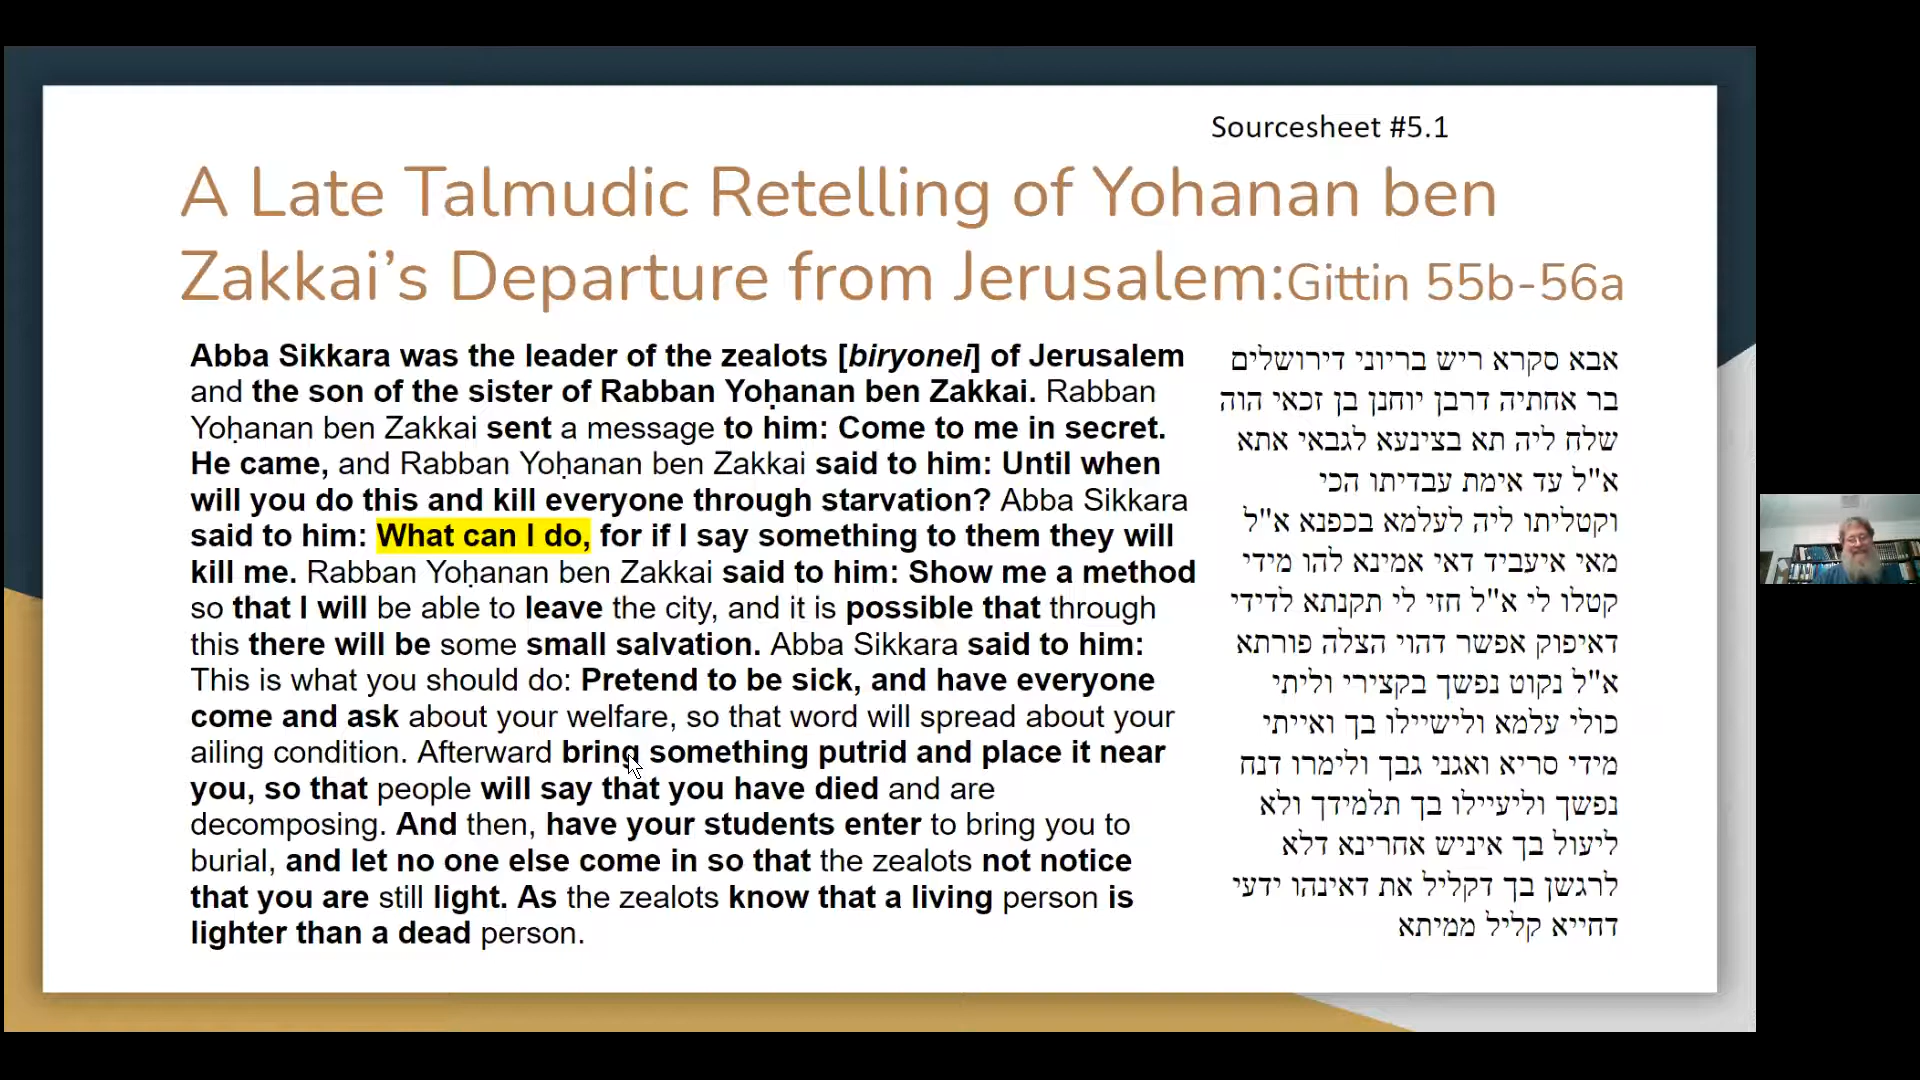 Sourcesheet #5.1
A Late Talmudic Retelling of Yohanan ben
Zakkai’s Departure from Jerusalem:Gittin 55b-56a
Abba Sikkara was the leader of the zealots [biryonei] of Jerusalem
and the son of the sister of Rabban Yoḥanan ben Zakkai. Rabban
Yoḥanan ben Zakkai sent a message to him: Come to me in secret.
He came, and Rabban Yoḥanan ben Zakkai said to him: Until when
will you do this and kill everyone through starvation? Abba Sikkara
said to him: What can I do, for if I say something to them they will
kill me. Rabban Yoḥanan ben Zakkai said to him: Show me a method
so that I will be able to leave the city, and it is possible that through
this there will be some small salvation. Abba Sikkara said to him:
This is what you should do: Pretend to be sick, and have everyone
come and ask about your welfare, so that word will spread about your
ailing condition. Afterward bring something putrid and place it near
you, so that people will say that you have died and are
decomposing. And then, have your students enter to bring you to
burial, and let no one else come in so that the zealots not notice
that you are still light. As the zealots know that a living person is
lighter than a dead person.
אבא סקרא ריש בריוני דירושלים
בר אחתיה דרבן יוחנן בן זכאי הוה
שלח ליה תא בצינעא לגבאי אתא
א"ל עד אימת עבדיתו הכי
וקטליתו ליה לעלמא בכפנא א"ל
מאי איעביד דאי אמינא להו מידי
קטלו לי א"ל חזי לי תקנתא לדידי
דאיפוק אפשר דהוי הצלה פורתא
א"ל נקוט נפשך בקצירי וליתי
כולי עלמא ולישיילו בך ואייתי
מידי סריא ואגני גבך ולימרו דנח
נפשך וליעיילו בך תלמידך ולא
ליעול בך איניש אחרינא דלא
לרגשן בך דקליל את דאינהו ידעי
דחייא קליל ממיתא